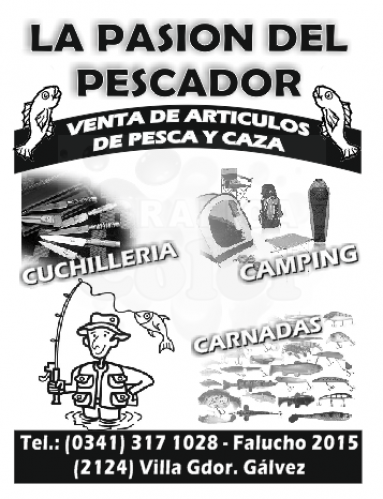 LA PASION DEL
PESCADOR
VENTA DE ARTICULOS
DE PESCA Y CAZA
CUCHILLERIA
CAMPING
CARNADAS
Tel.: (0341) 317 1028 - Falucho 2015
(2124) Villa Gdor. Gálvez